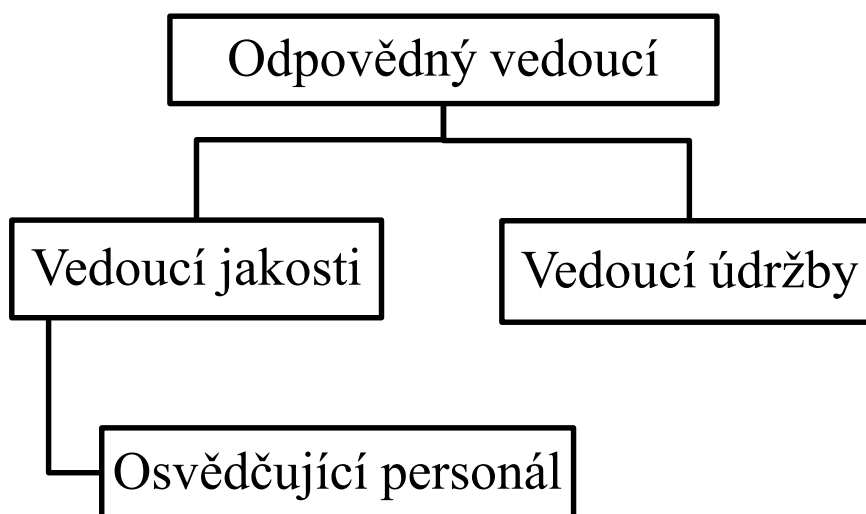 Odpovědný vedoucí
Vedoucí jakosti
Vedoucí údržby
Osvědčující personál